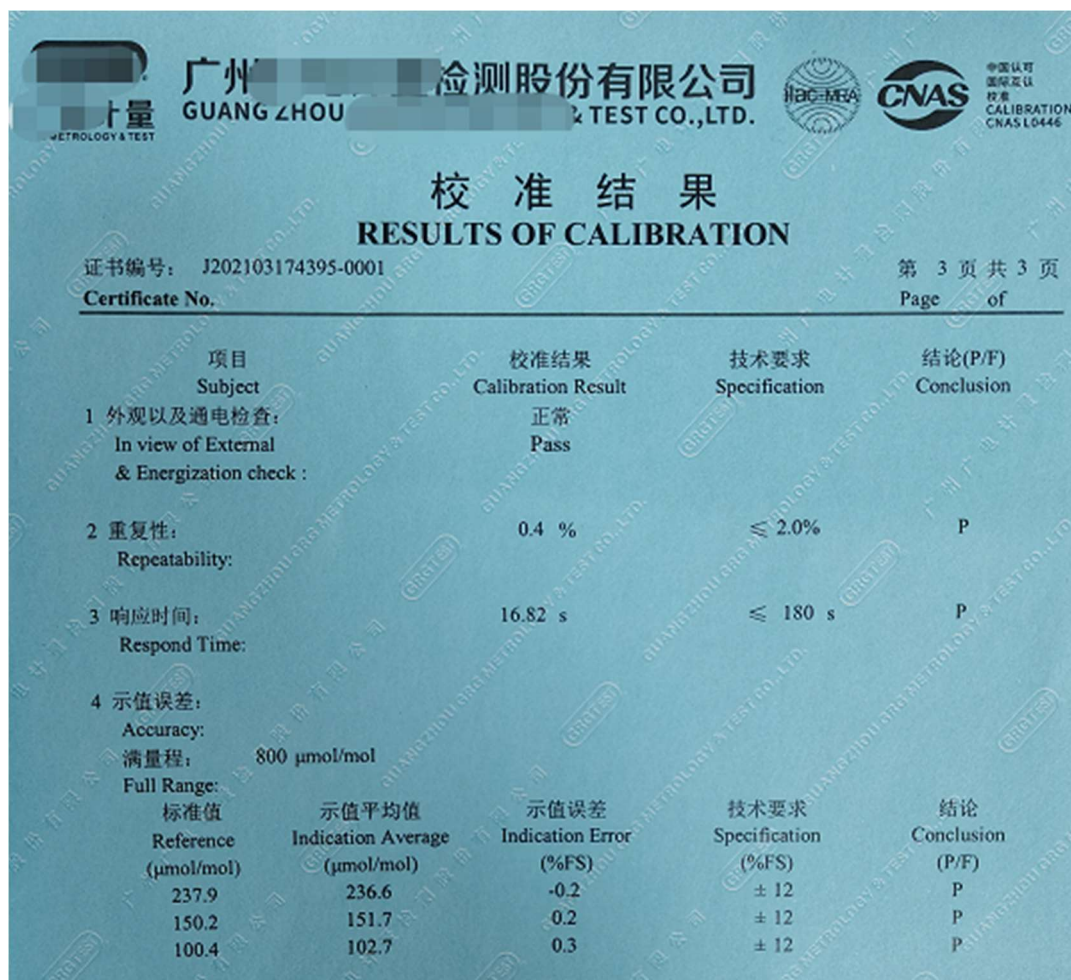 广州
检测股份有限公司
GUANG ZHOU
& TEST CO.,LTD.
计量
METROLOGY & TEST
ilac-MRA
CNAS
中国认可
国际互认
校准
CALIBRATION
CNAS L0446
校 准 结 果
RESULTS OF CALIBRATION
证书编号: J202103174395-0001
第 3 页 共 3 页
Certificate No.
Page of
项目 校准结果 技术要求 结论(P/F)
Subject Calibration Result Specification Conclusion
1 外观以及通电检查: 正常
In view of External Pass
& Energization check :
2 重复性: 0.4 % ≤ 2.0% P
Repeatability:
3 响应时间: 16.82 s ≤ 180 s P
Respond Time:
4 示值误差:
Accuracy:
满量程: 800 μmol/mol
Full Range:
标准值 示值平均值 示值误差 技术要求 结论
Reference Indication Average Indication Error Specification Conclusion
(μmol/mol) (μmol/mol) (%FS) (%FS) (P/F)
237.9 236.6 -0.2 ± 12 P
150.2 151.7 0.2 ± 12 P
100.4 102.7 0.3 ± 12 P
GRGTEST
GUANGZHOU GRG METROLOGY & TEST CO., LTD.